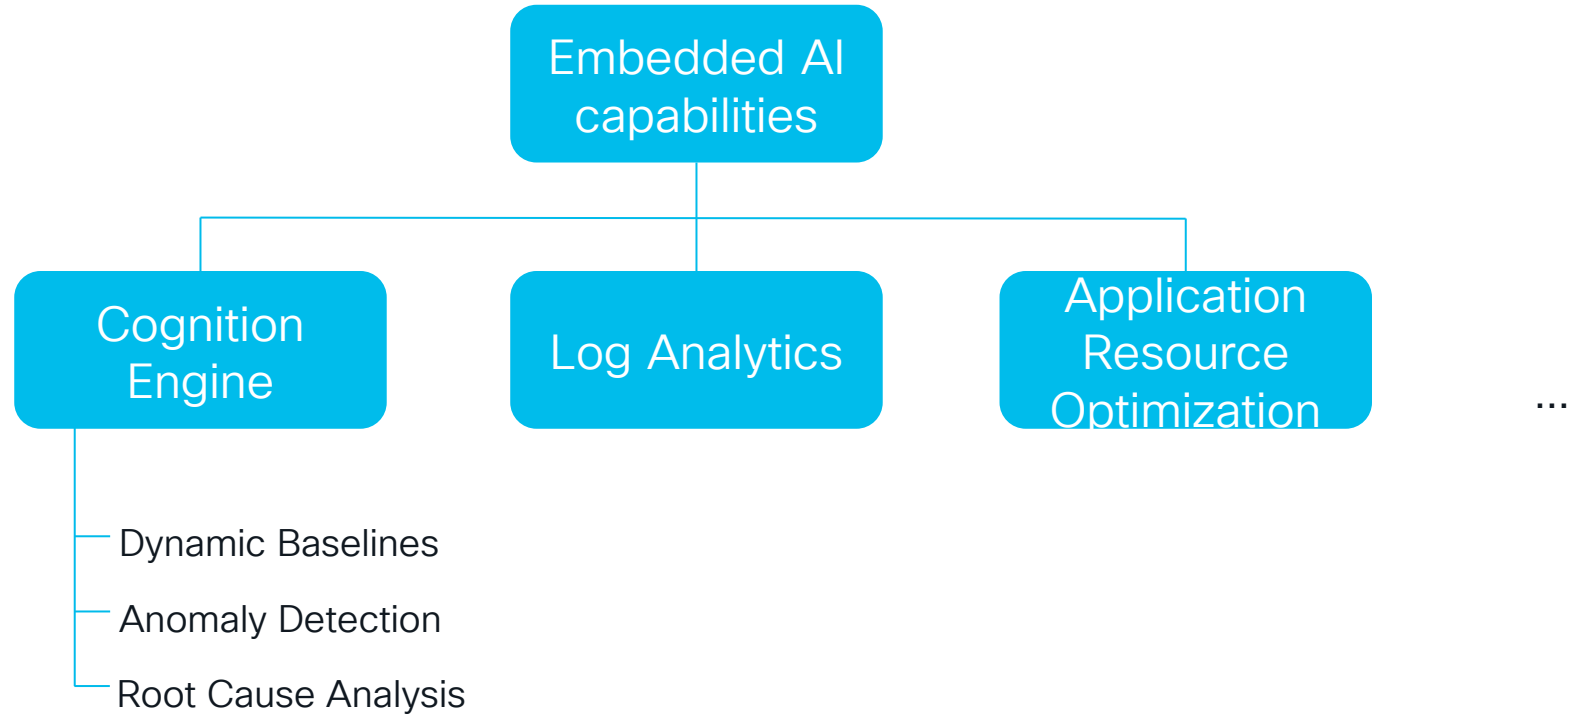 Embedded AI
capabilities
Cognition
Engine
Log Analytics
Application
Resource
Optimization
...
Dynamic Baselines
Anomaly Detection
Root Cause Analysis